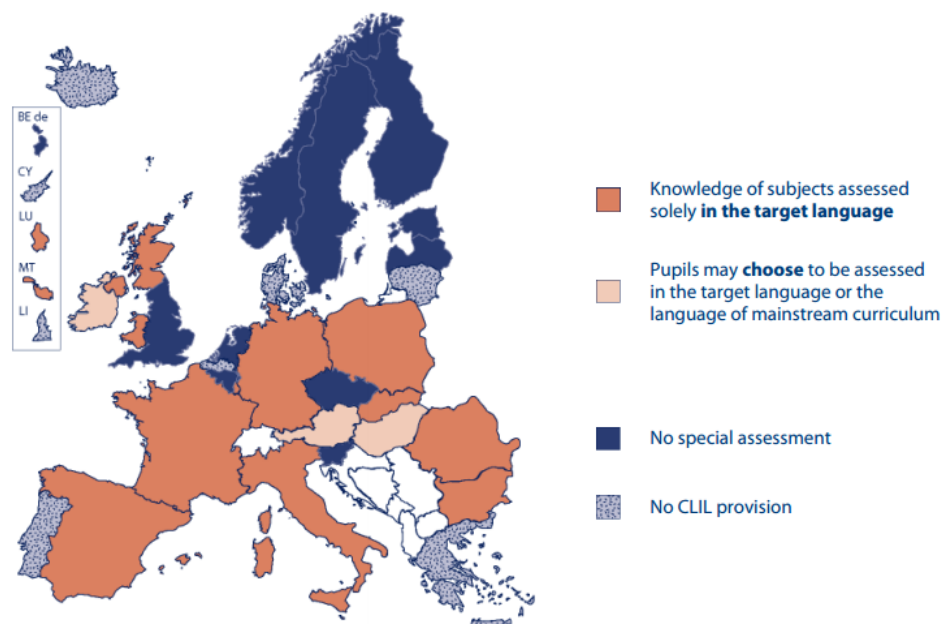 BE de
CY
LU
MT
LI
Knowledge of subjects assessed
solely in the target language
Pupils may choose to be assessed
in the target language or the
language of mainstream curriculum
No special assessment
No CLIL provision